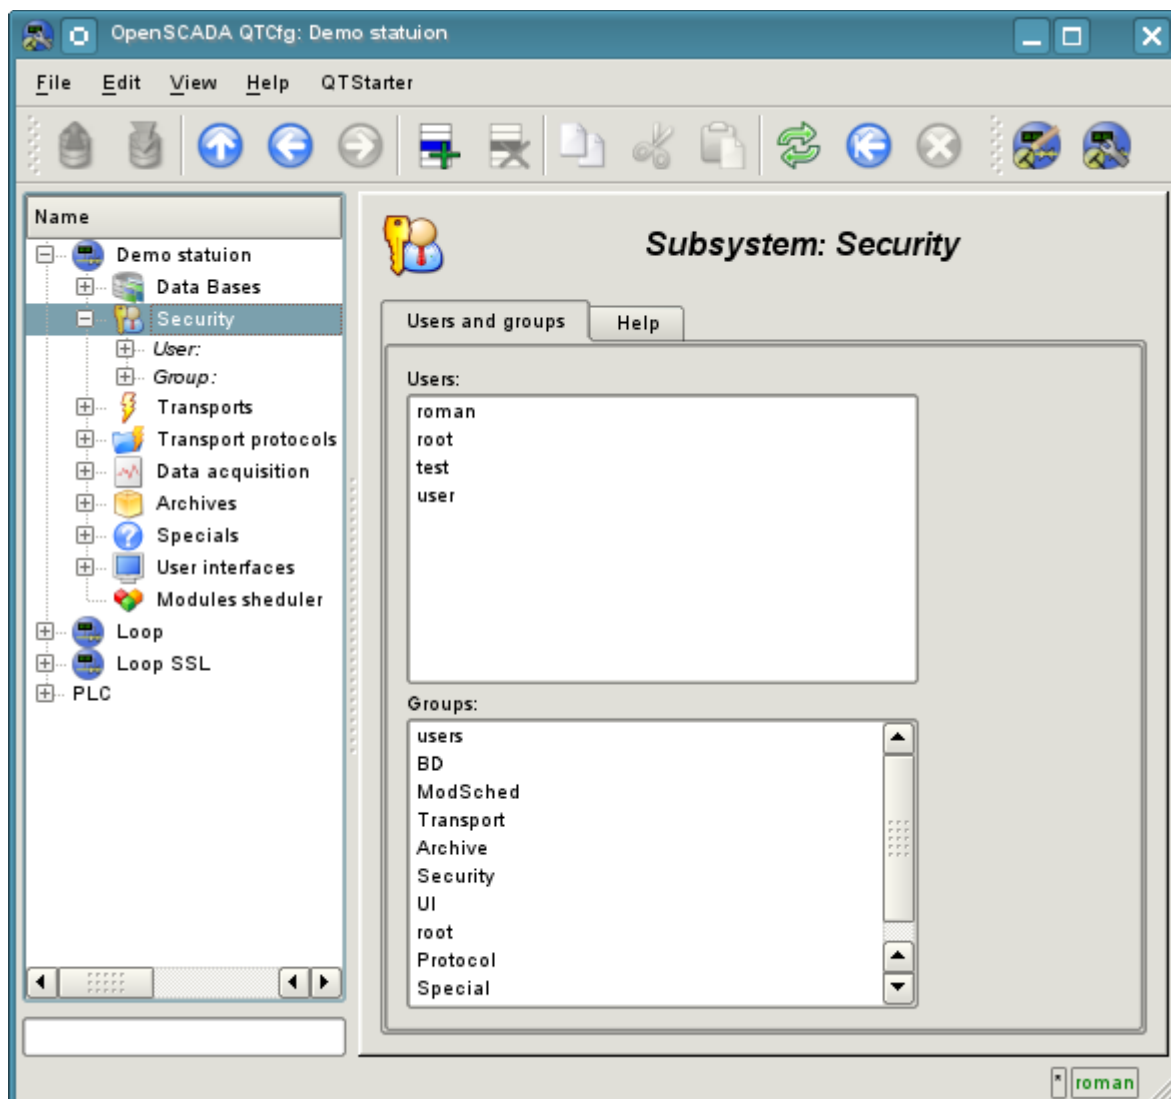 OpenSCADA QTCfg: Demo statuion
File Edit View Help QTStarter
Name
Demo statuion
Data Bases
Security
User:
Group:
Transports
Transport protocols
Data acquisition
Archives
Specials
User interfaces
Modules sheduler
Loop
Loop SSL
PLC
Subsystem: Security
Users and groups Help
Users:
roman
root
test
user
Groups:
users
BD
ModSched
Transport
Archive
Security
UI
root
Protocol
Special
* roman